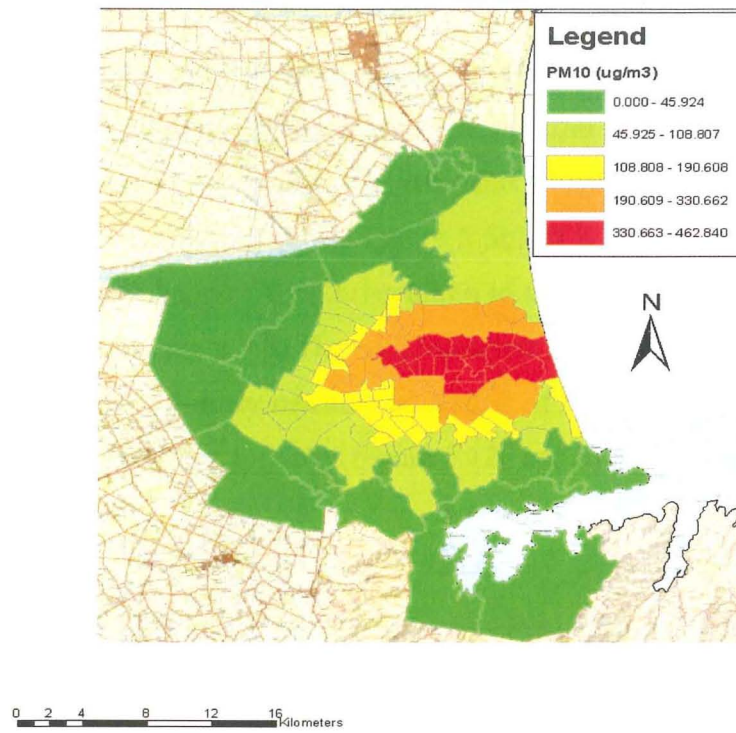 Legend
PM10 (ug/m3)
0.000 - 45.924
45.925 - 108.807
108.808 - 190.608
190.609 - 330.662
330.663 - 462.840
N
0 2 4 8 12 16
Kilometers